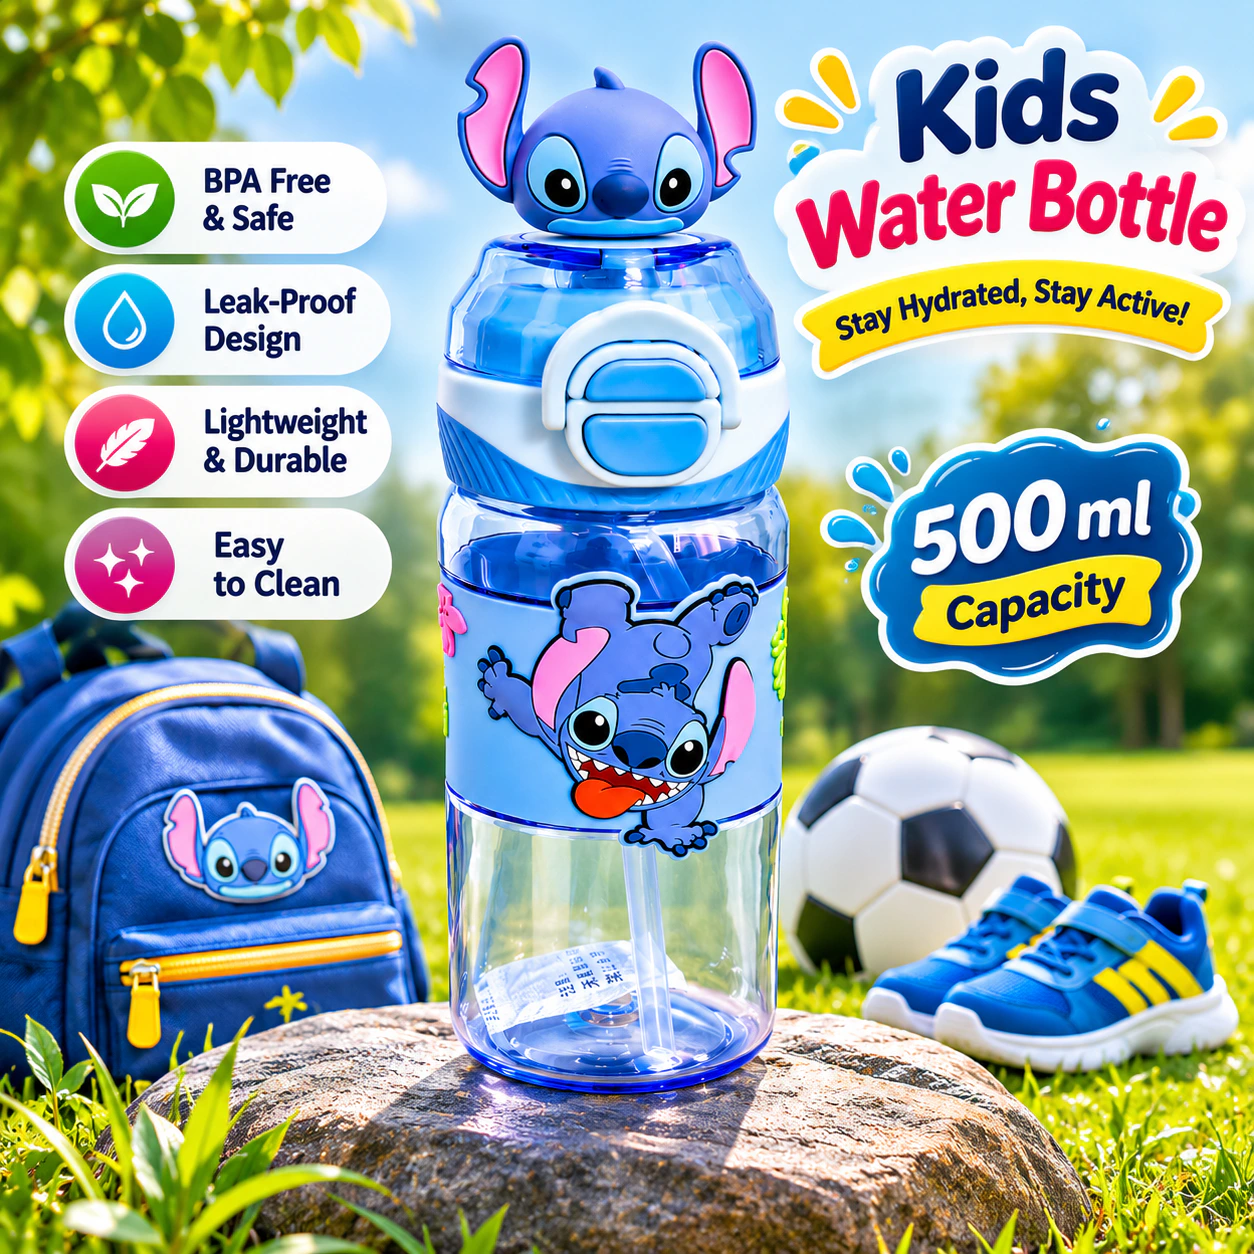 Kids
Water Bottle
Stay Hydrated, Stay Active!
BPA Free
& Safe
Leak-Proof
Design
Lightweight
& Durable
Easy
to Clean
500 ml
Capacity